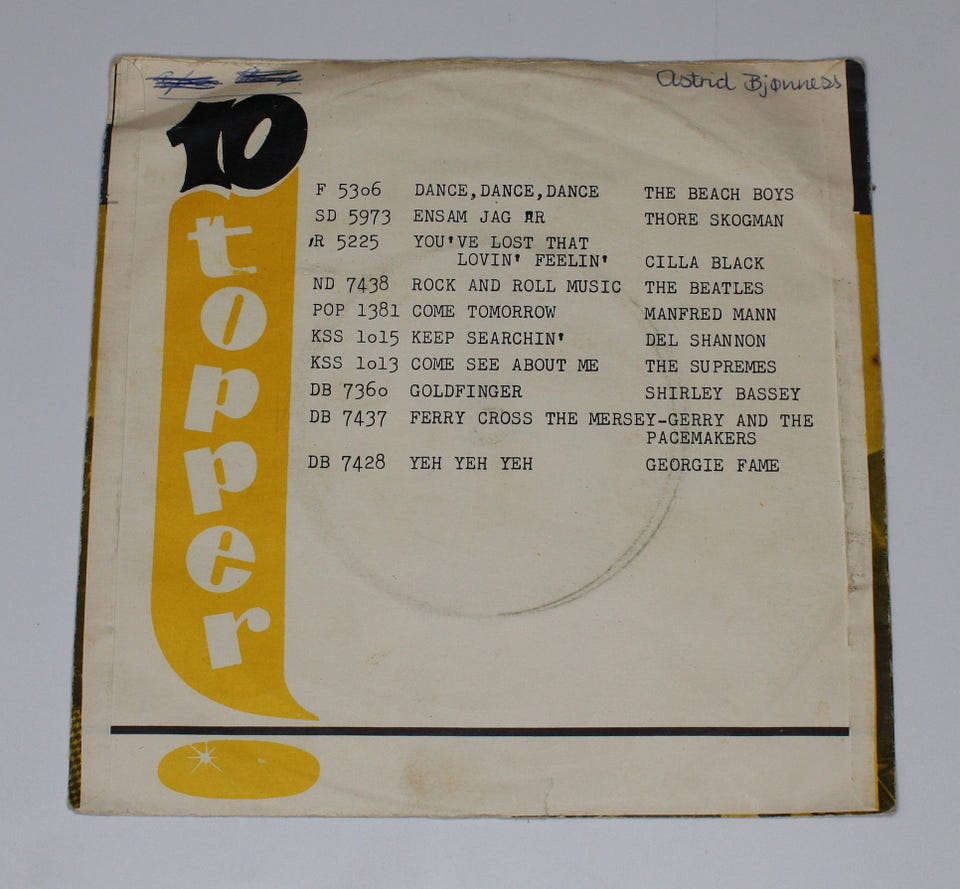 Astrid Bjønness
10 topper
F 5306 DANCE,DANCE,DANCE THE BEACH BOYS
SD 5973 ENSAM JAG ÄR THORE SKOGMAN
R 5225 YOU'VE LOST THAT
LOVIN' FEELIN' CILLA BLACK
ND 7438 ROCK AND ROLL MUSIC THE BEATLES
POP 1381 COME TOMORROW MANFRED MANN
KSS 1o15 KEEP SEARCHIN' DEL SHANNON
KSS 1o13 COME SEE ABOUT ME THE SUPREMES
DB 736o GOLDFINGER SHIRLEY BASSEY
DB 7437 FERRY CROSS THE MERSEY-GERRY AND THE
PACEMAKERS
DB 7428 YEH YEH YEH GEORGIE FAME